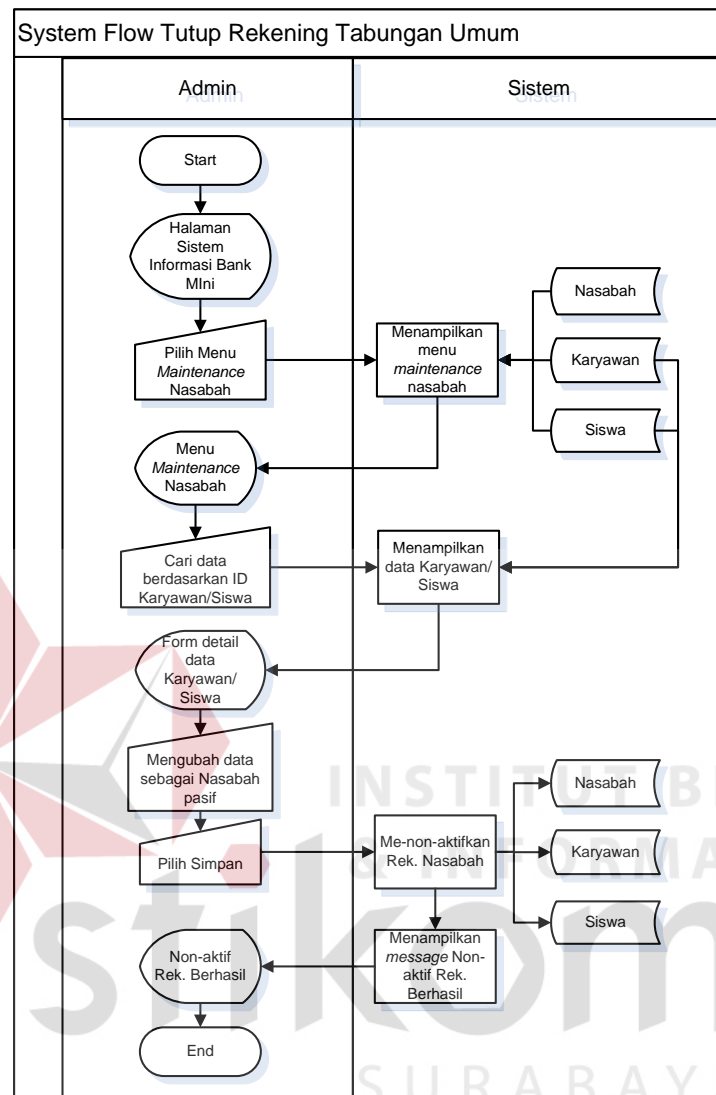 System Flow Tutup Rekening Tabungan Umum
Admin
Sistem
Start
Halaman
Sistem
Informasi Bank
MIni
Nasabah
Pilih Menu
Maintenance
Nasabah
Menampilkan
menu
maintenance
nasabah
Karyawan
Siswa
Menu
Maintenance
Nasabah
Cari data
berdasarkan ID
Karyawan/Siswa
Menampilkan
data Karyawan/
Siswa
Form detail
data
Karyawan/
Siswa
Mengubah data
sebagai Nasabah
pasif
Nasabah
Pilih Simpan
Me-non-aktifkan
Rek. Nasabah
Karyawan
Siswa
Menampilkan
message Non-
aktif Rek.
Berhasil
Non-aktif
Rek. Berhasil
End
INSTITUT BI
& INFORMA
stikom
SURABAY